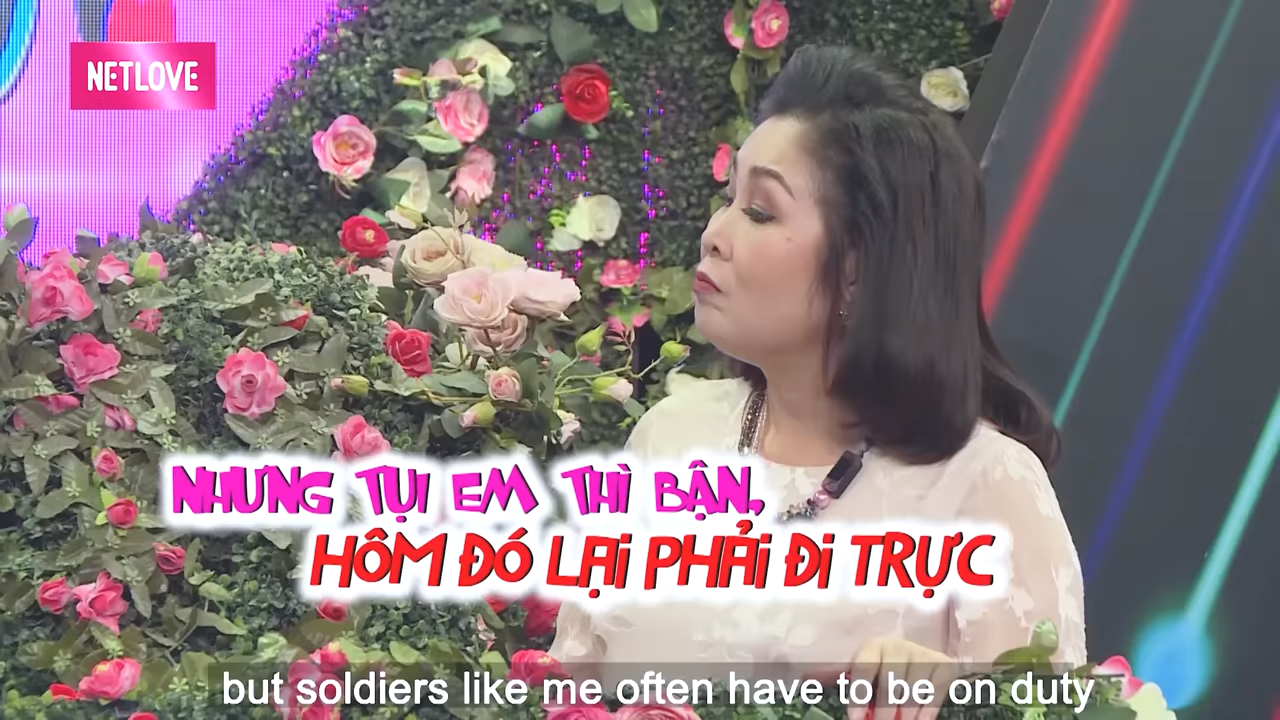 NETLOVE
NHƯNG TỤI EM THÌ BẬN,
HÔM ĐÓ LẠI PHẢI ĐI TRỰC
but soldiers like me often have to be on duty